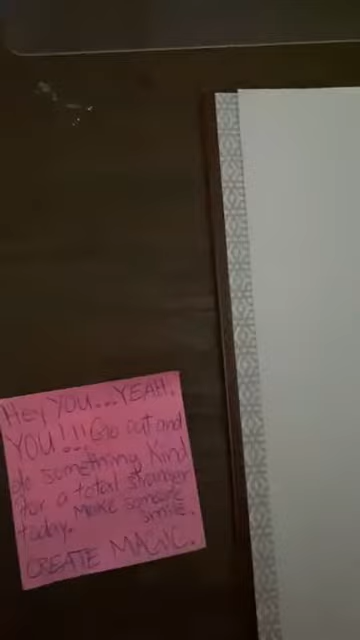 Hey YOU...YEAH.
YOU!!! Go out and
do something kind
for a total stranger
today. Make someone
smile.
CREATE MAGIC.